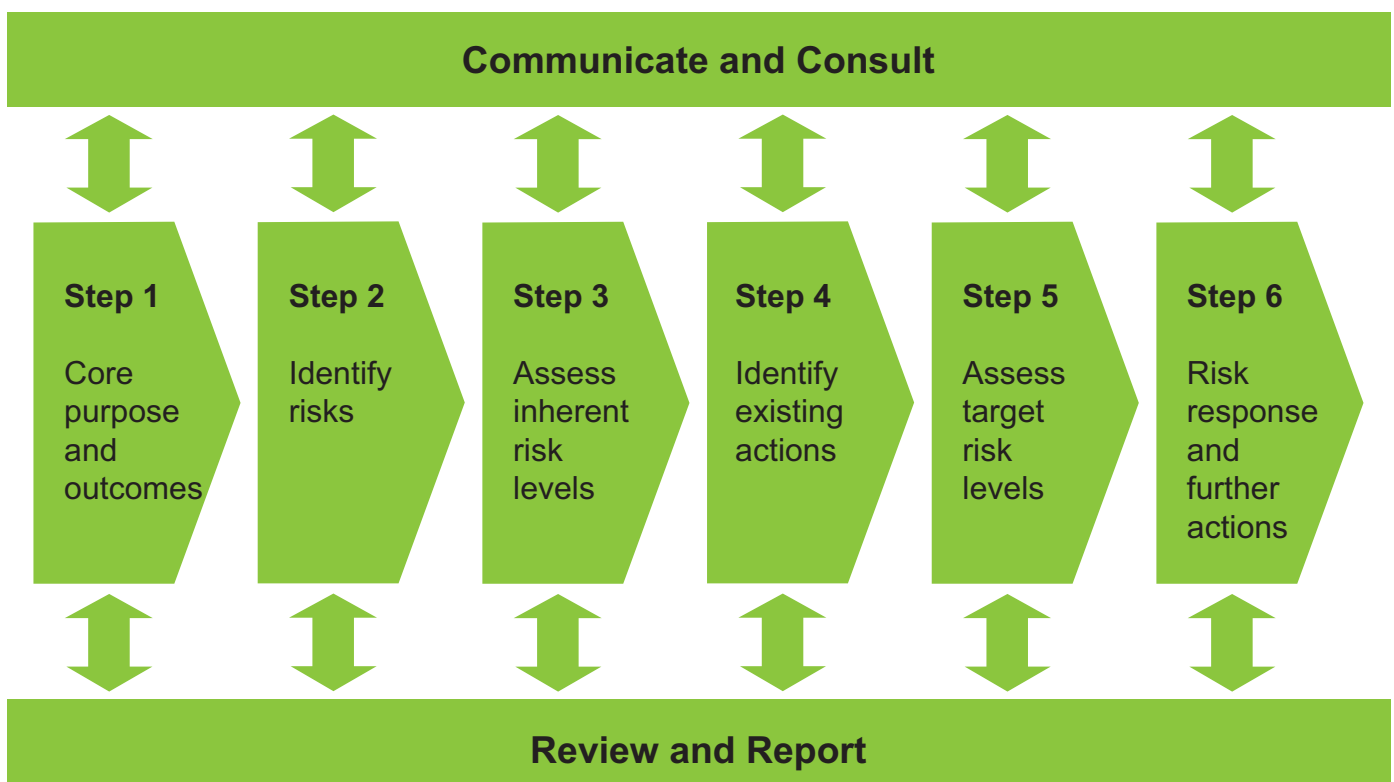 Communicate and Consult
Step 1
Core
purpose
and
outcomes
Step 2
Identify
risks
Step 3
Assess
inherent
risk
levels
Step 4
Identify
existing
actions
Step 5
Assess
target
risk
levels
Step 6
Risk
response
and
further
actions
Review and Report